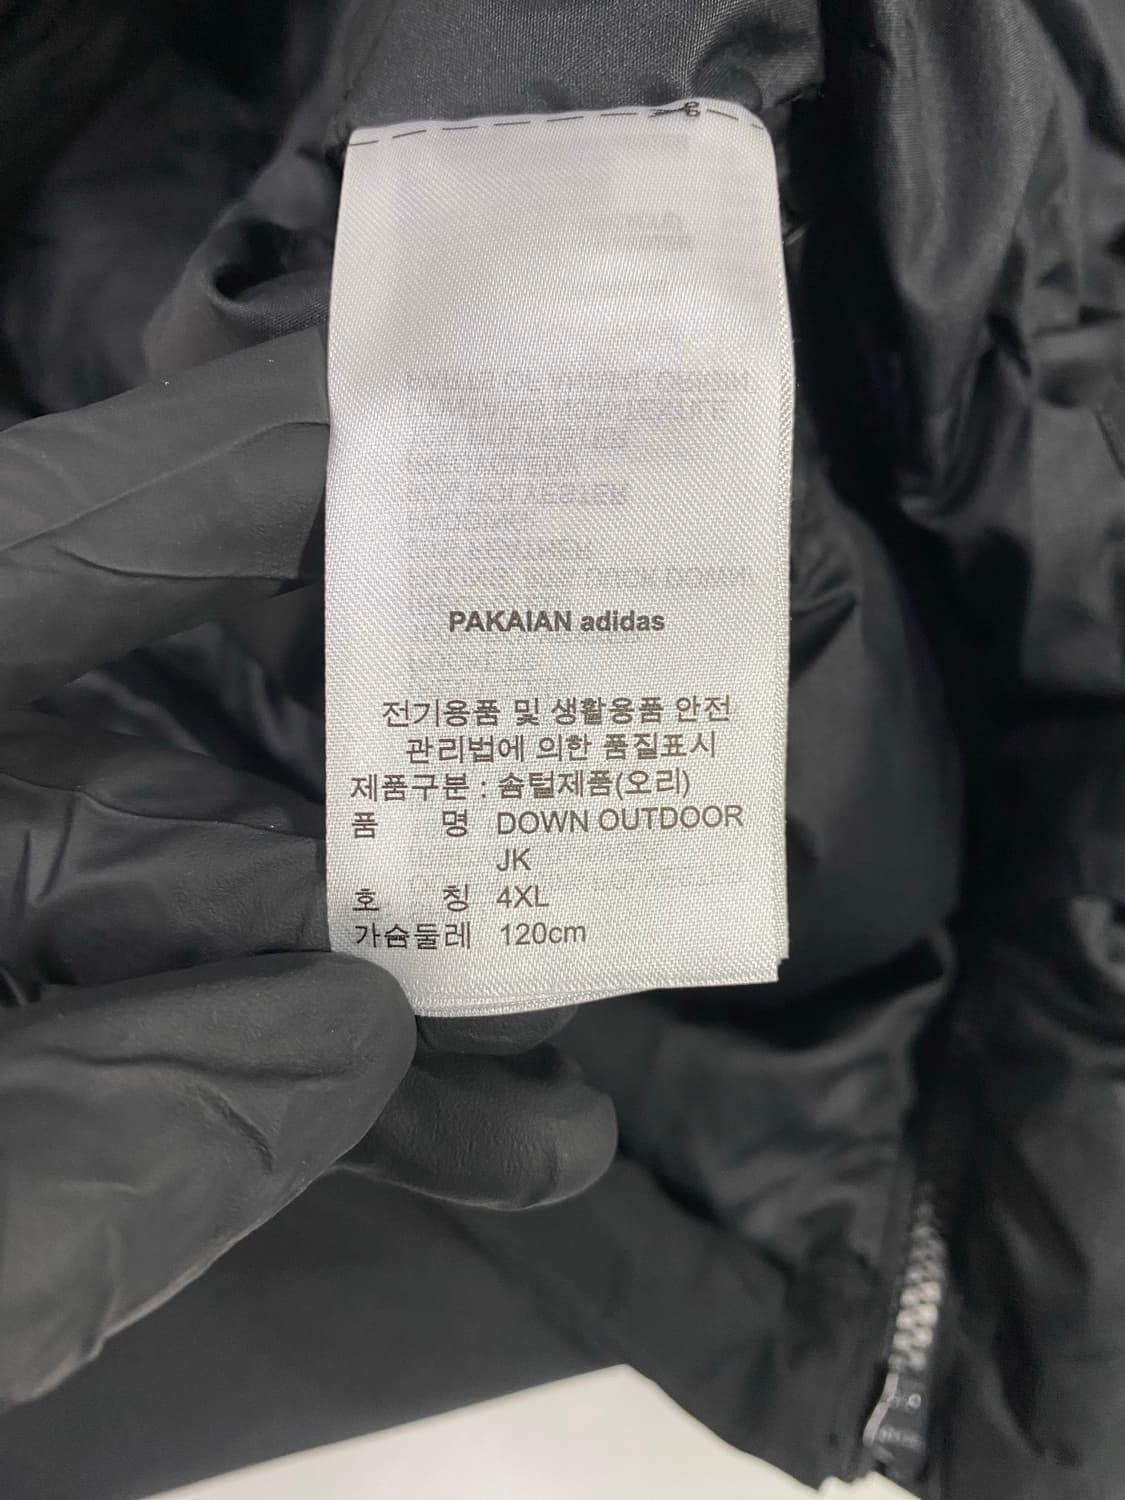 PAKAIAN adidas
전기용품 및 생활용품 안전
관리법에 의한 품질표시
제품구분 : 솜털제품(오리)
품 명 DOWN OUTDOOR
JK
호 칭 4XL
가슴둘레 120cm